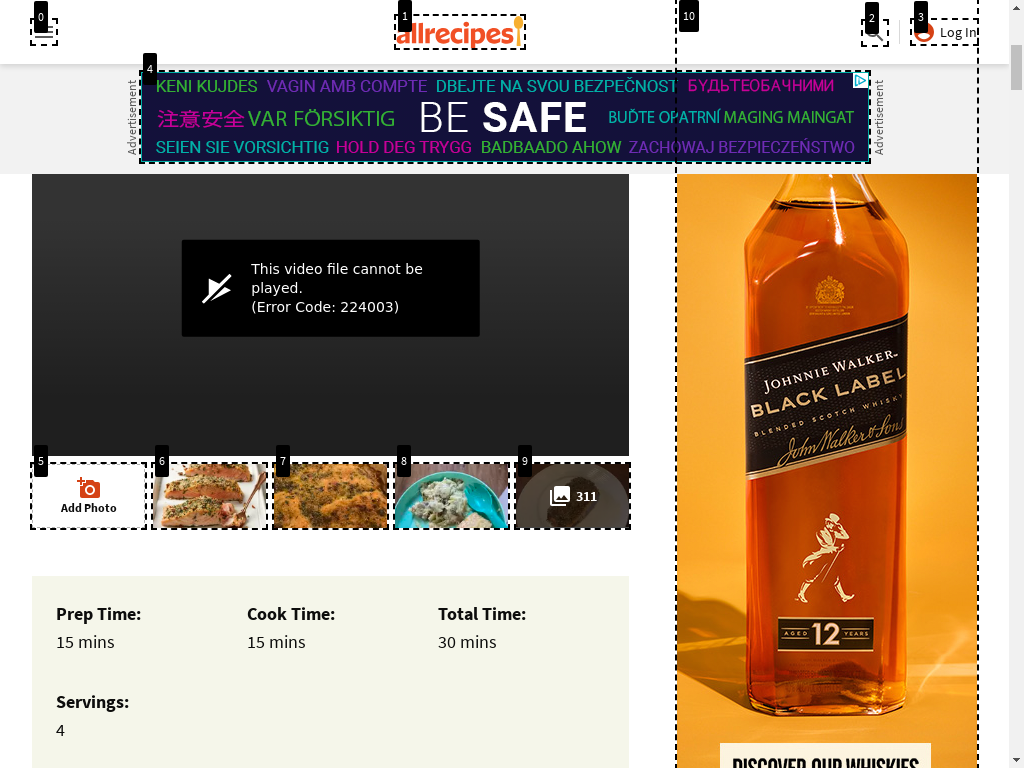 0
1
10
2
3
allrecipes
Log In
4
Advertisement
KENI KUJDES VAGIN AMB COMPTE DBEJTE NA SVOU BEZPEČNOST БУДЬТЕОБАЧНИМИ
注意安全 VAR FÖRSIKTIG BE SAFE BUĎTE OPATRNÍ MAGING MAINGAT
SEIEN SIE VORSICHTIG HOLD DEG TRYGG BADBAADO AHOW ZACHOWAJ BEZPIECZEŃSTWO
Advertisement
This video file cannot be
played.
(Error Code: 224003)
JOHNNIE WALKER
BLACK LABEL
BLENDED SCOTCH WHISKY
John Walker & Sons
5
6
7
8
9
Add Photo
311
AGED 12 YEARS
Prep Time:
15 mins
Cook Time:
15 mins
Total Time:
30 mins
Servings:
4
DISCOVER OUR WHISKIES